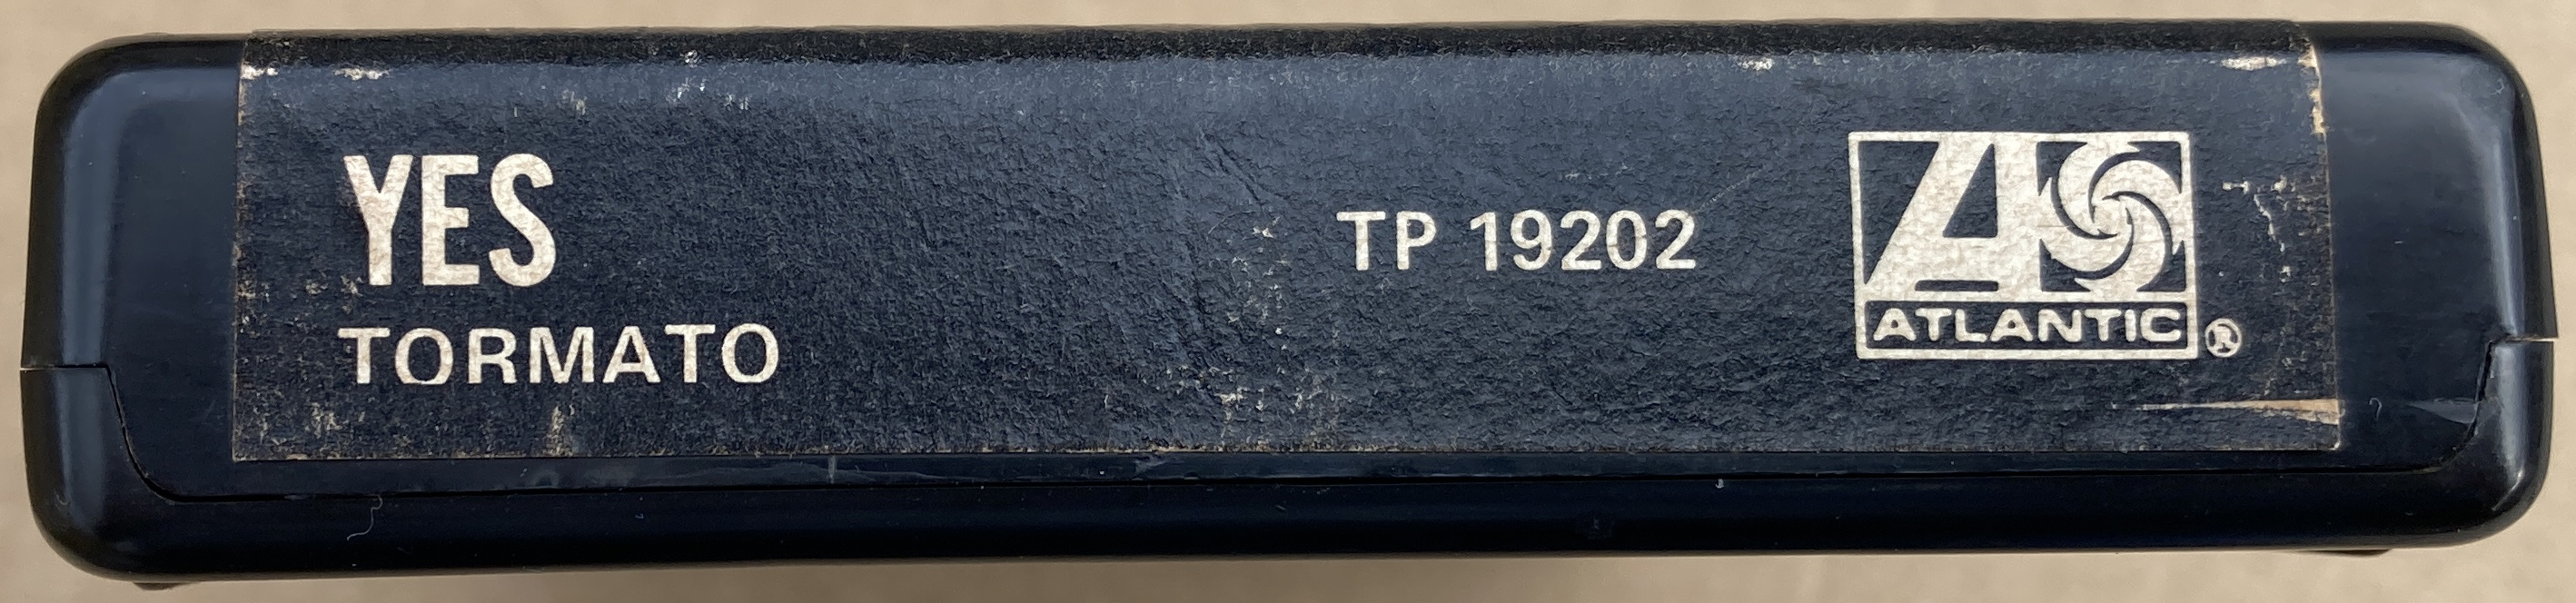 YES
TORMATO
TP 19202
A
ATLANTIC®